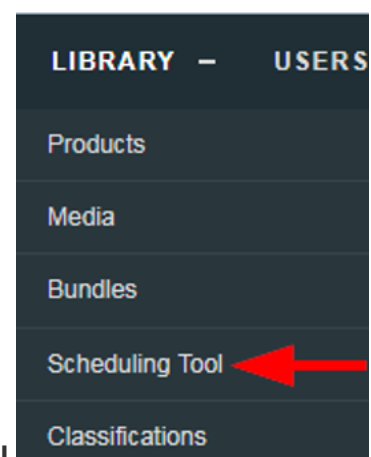 LIBRARY – USERS
Products
Media
Bundles
Scheduling Tool
Classifications